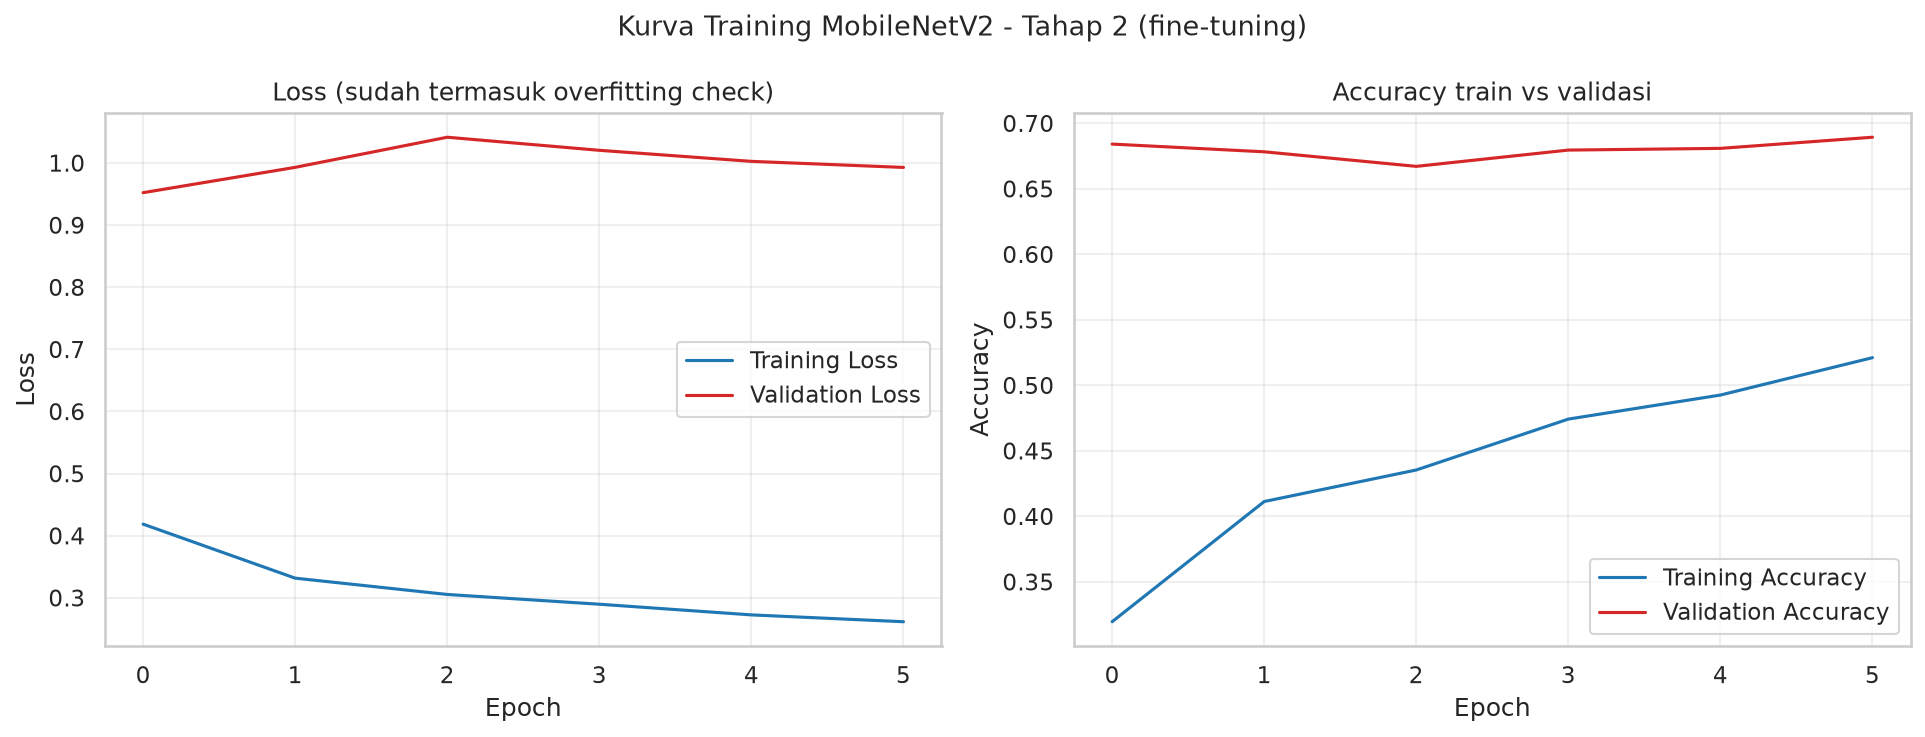 Kurva Training MobileNetV2 - Tahap 2 (fine-tuning)
Loss (sudah termasuk overfitting check)
1.0
0.9
0.8
0.7
0.6
0.5
0.4
0.3
Loss
Training Loss
Validation Loss
0 1 2 3 4 5
Epoch
Accuracy train vs validasi
0.70
0.65
0.60
0.55
0.50
0.45
0.40
0.35
Accuracy
Training Accuracy
Validation Accuracy
0 1 2 3 4 5
Epoch